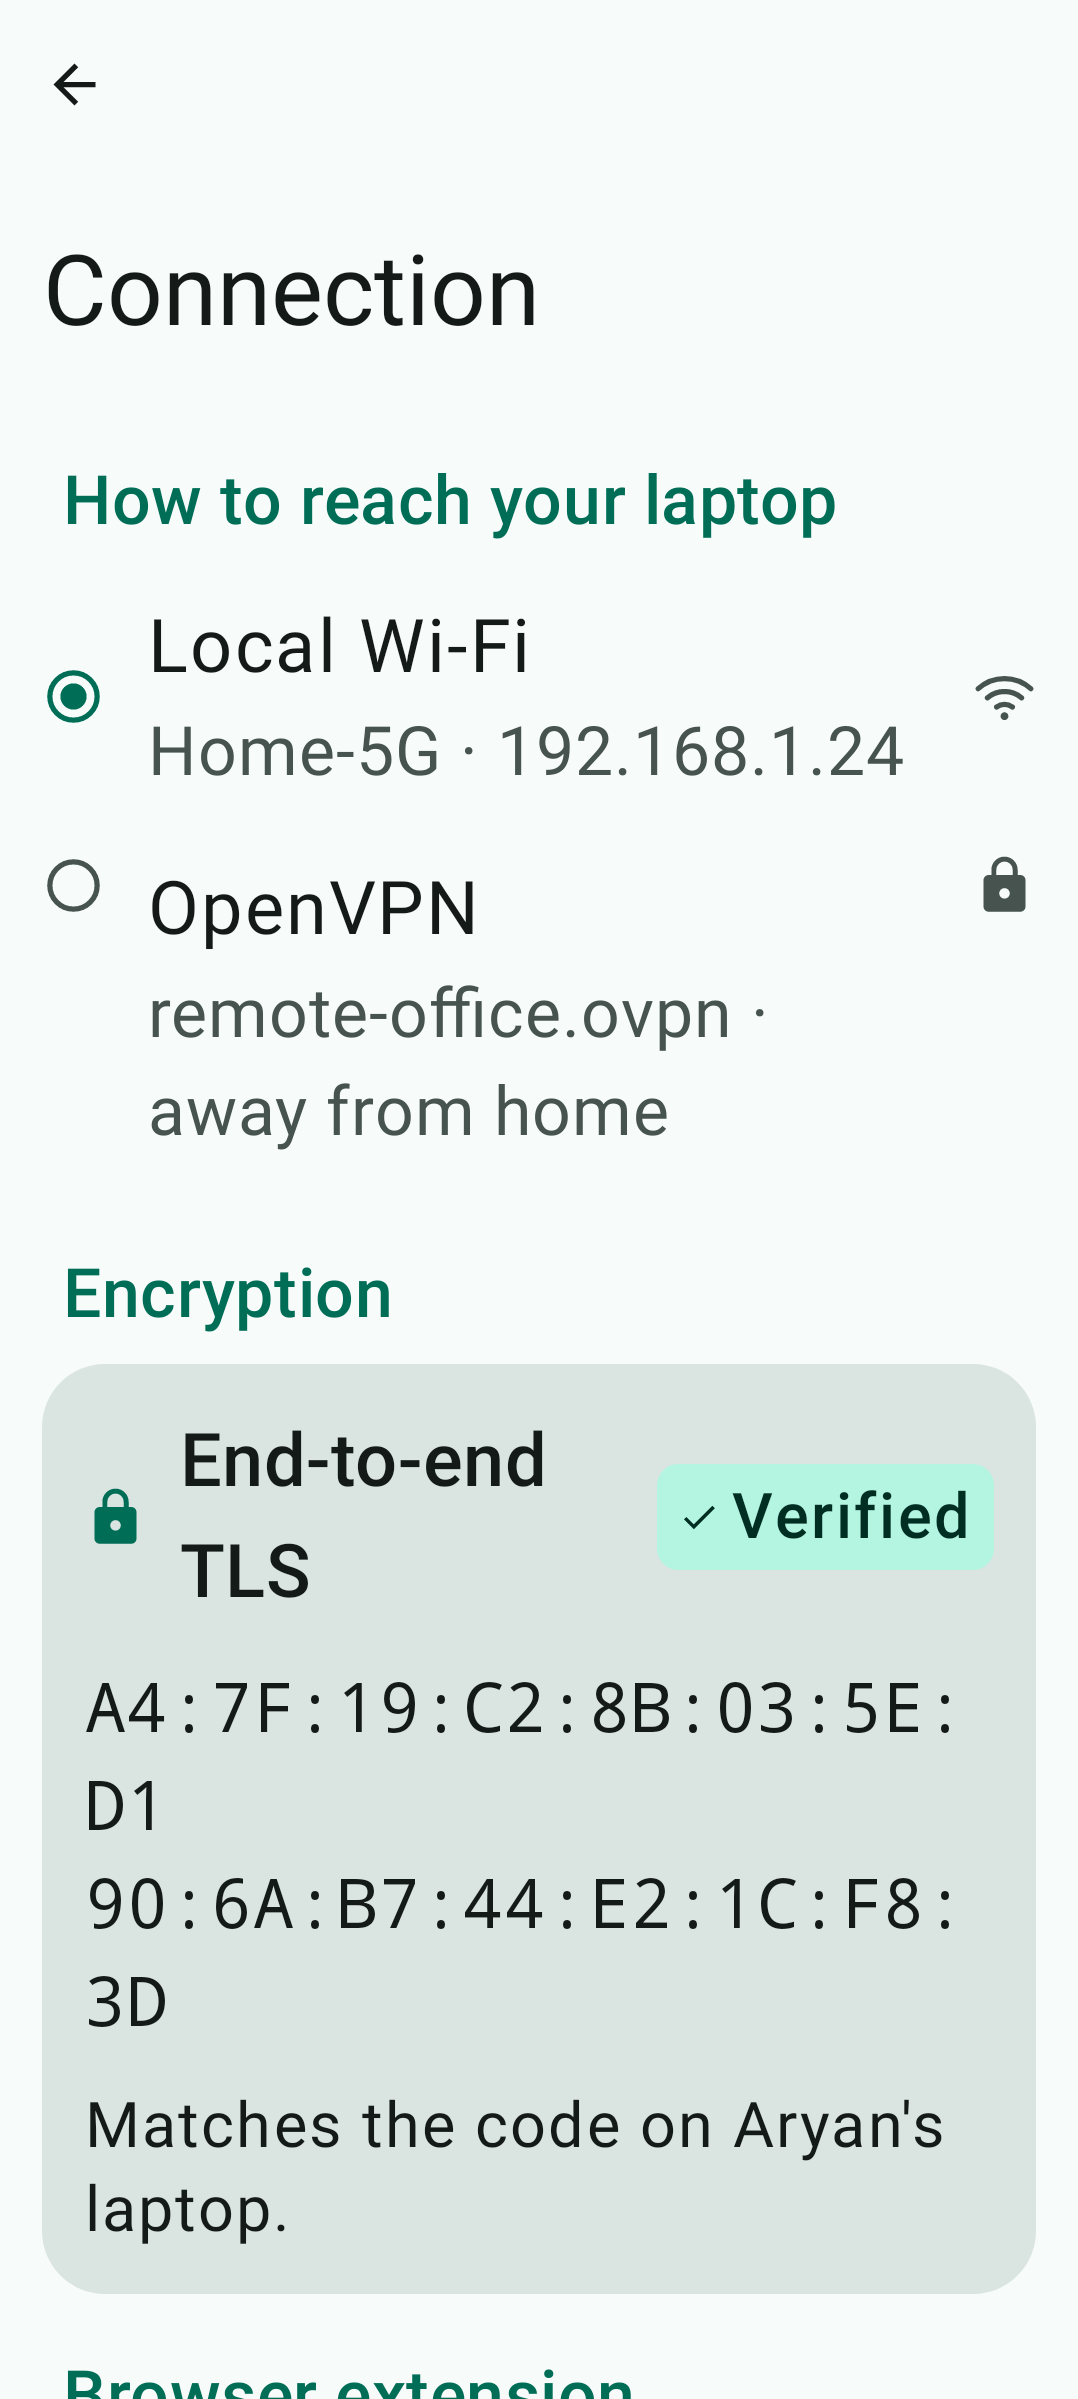 Connection
How to reach your laptop
Local Wi-Fi
Home-5G · 192.168.1.24
OpenVPN
remote-office.ovpn ·
away from home
Encryption
End-to-end
TLS
Verified
A4:7F:19:C2:8B:03:5E:
D1
90:6A:B7:44:E2:1C:F8:
3D
Matches the code on Aryan's
laptop.
Browser extension